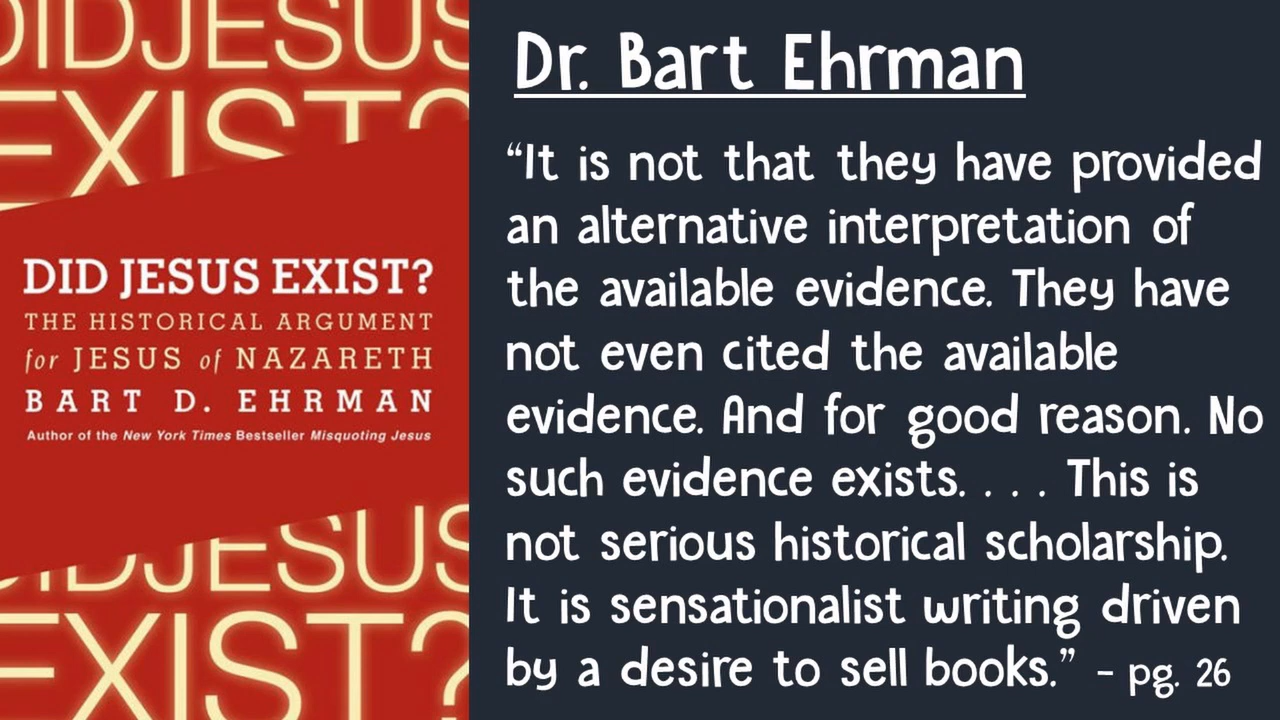 DIDJESUS
EXIST?
DID JESUS EXIST?
THE HISTORICAL ARGUMENT
for JESUS of NAZARETH
BART D. EHRMAN
Author of the New York Times Bestseller Misquoting Jesus
DIDJESUS
EXIST?
Dr. Bart Ehrman
“It is not that they have provided
an alternative interpretation of
the available evidence. They have
not even cited the available
evidence. And for good reason. No
such evidence exists. . . . This is
not serious historical scholarship.
It is sensationalist writing driven
by a desire to sell books.” - pg. 26